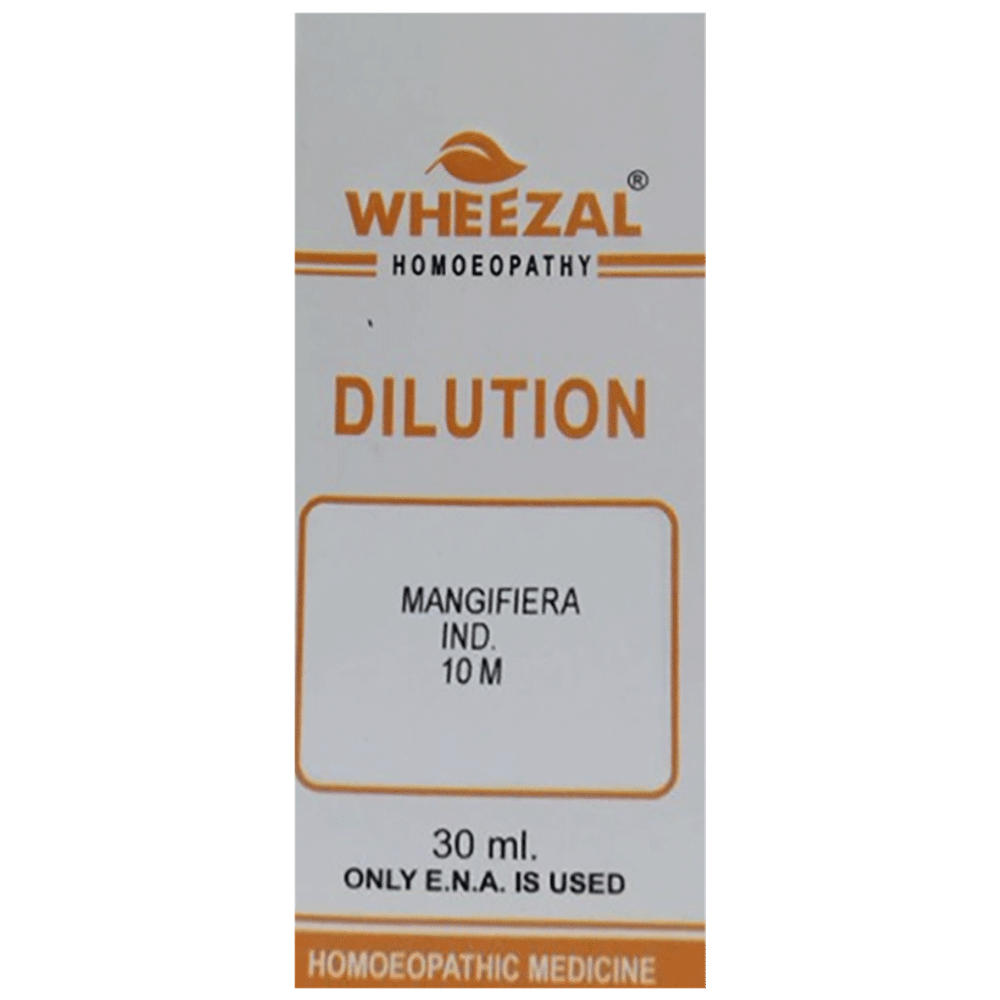 WHEEZAL®
HOMOEOPATHY
DILUTION
MANGIFIERA
IND.
10 M
30 ml.
ONLY E.N.A. IS USED
HOMOEOPATHIC MEDICINE